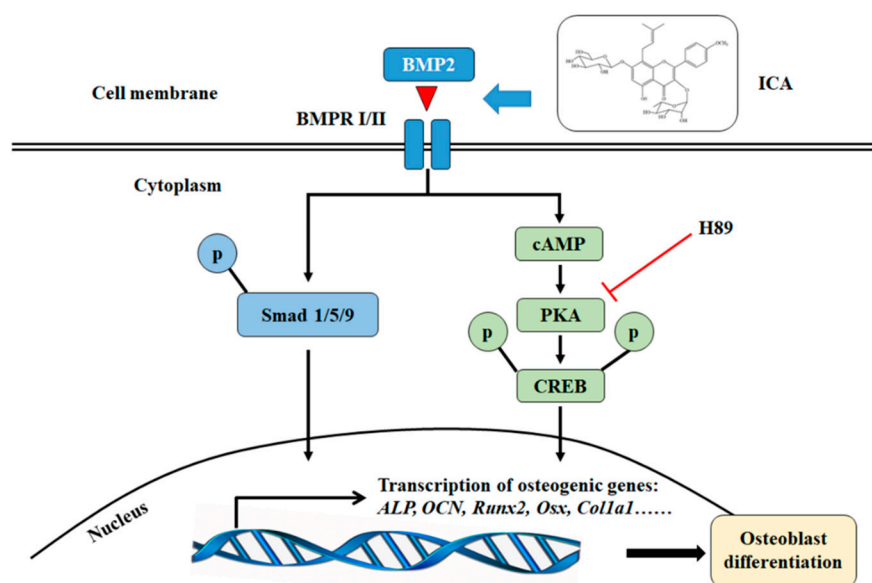 BMP2
ICA
Cell membrane
BMPR I/II
Cytoplasm
p
H89
cAMP
Smad 1/5/9
PKA
p
p
CREB
Nucleus
Transcription of osteogenic genes:
ALP, OCN, Runx2, Osx, Col1a1……
Osteoblast
differentiation